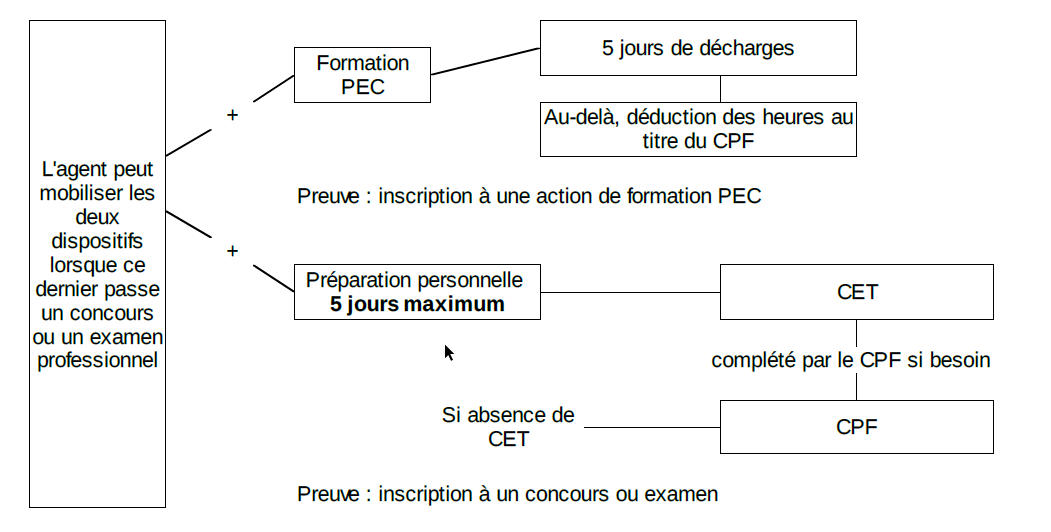 L'agent peut
mobiliser les
deux
dispositifs
lorsque ce
dernier passe
un concours
ou un examen
professionnel
+
Formation
PEC
5 jours de décharges
Au-delà, déduction des heures au
titre du CPF
Preuve : inscription à une action de formation PEC
+
Préparation personnelle
5 jours maximum
CET
complété par le CPF si besoin
Si absence de
CET
CPF
Preuve : inscription à un concours ou examen